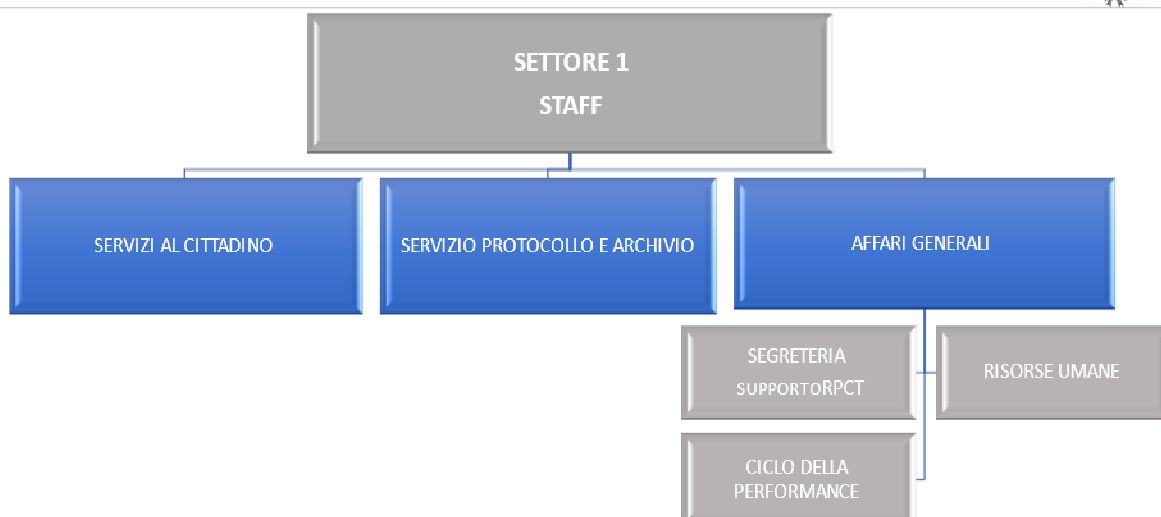 SETTORE 1
STAFF
SERVIZI AL CITTADINO
SERVIZIO PROTOCOLLO E ARCHIVIO
AFFARI GENERALI
SEGRETERIA
SUPPORTORPCT
RISORSE UMANE
CICLO DELLA
PERFORMANCE